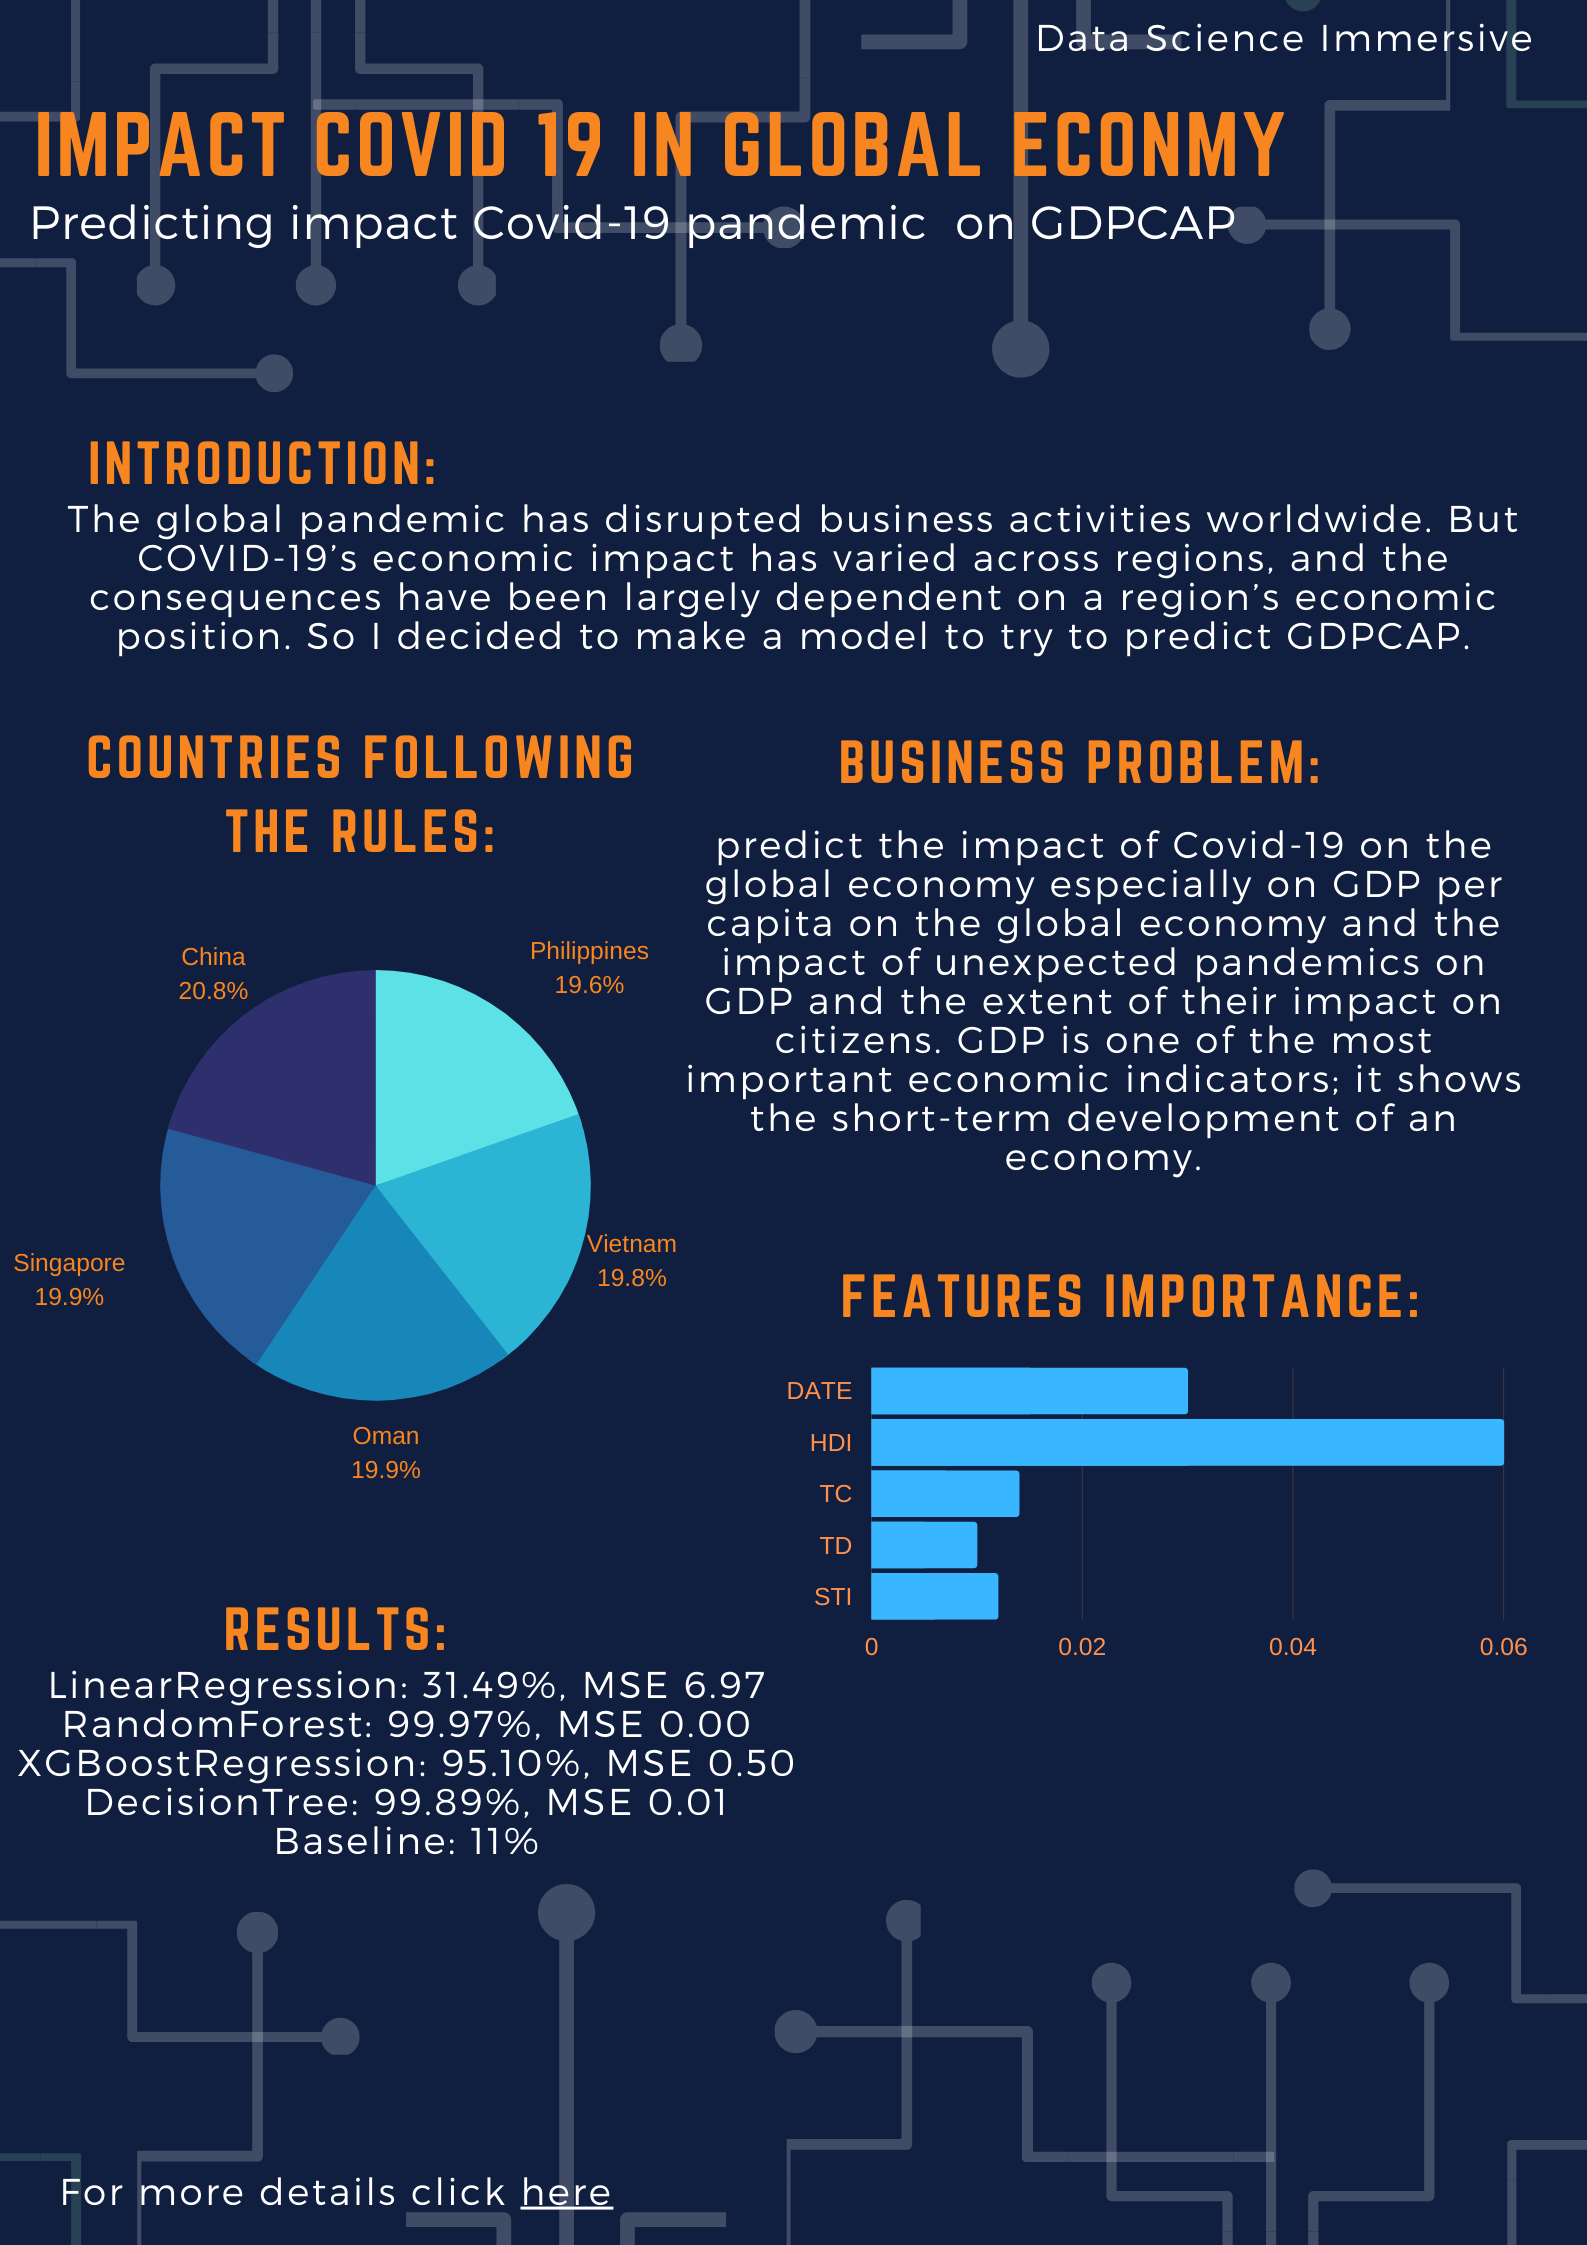 Data Science Immersive
IMPACT COVID 19 IN GLOBAL ECONMY
Predicting impact Covid-19 pandemic on GDPCAP
INTRODUCTION:
The global pandemic has disrupted business activities worldwide. But
COVID-19’s economic impact has varied across regions, and the
consequences have been largely dependent on a region’s economic
position. So I decided to make a model to try to predict GDPCAP.
COUNTRIES FOLLOWING
THE RULES:
China
20.8%
Philippines
19.6%
Vietnam
19.8%
Singapore
19.9%
Oman
19.9%
BUSINESS PROBLEM:
predict the impact of Covid-19 on the
global economy especially on GDP per
capita on the global economy and the
impact of unexpected pandemics on
GDP and the extent of their impact on
citizens. GDP is one of the most
important economic indicators; it shows
the short-term development of an
economy.
FEATURES IMPORTANCE:
DATE
HDI
TC
TD
STI
0 0.02 0.04 0.06
RESULTS:
LinearRegression: 31.49%, MSE 6.97
RandomForest: 99.97%, MSE 0.00
XGBoostRegression: 95.10%, MSE 0.50
DecisionTree: 99.89%, MSE 0.01
Baseline: 11%
For more details click here